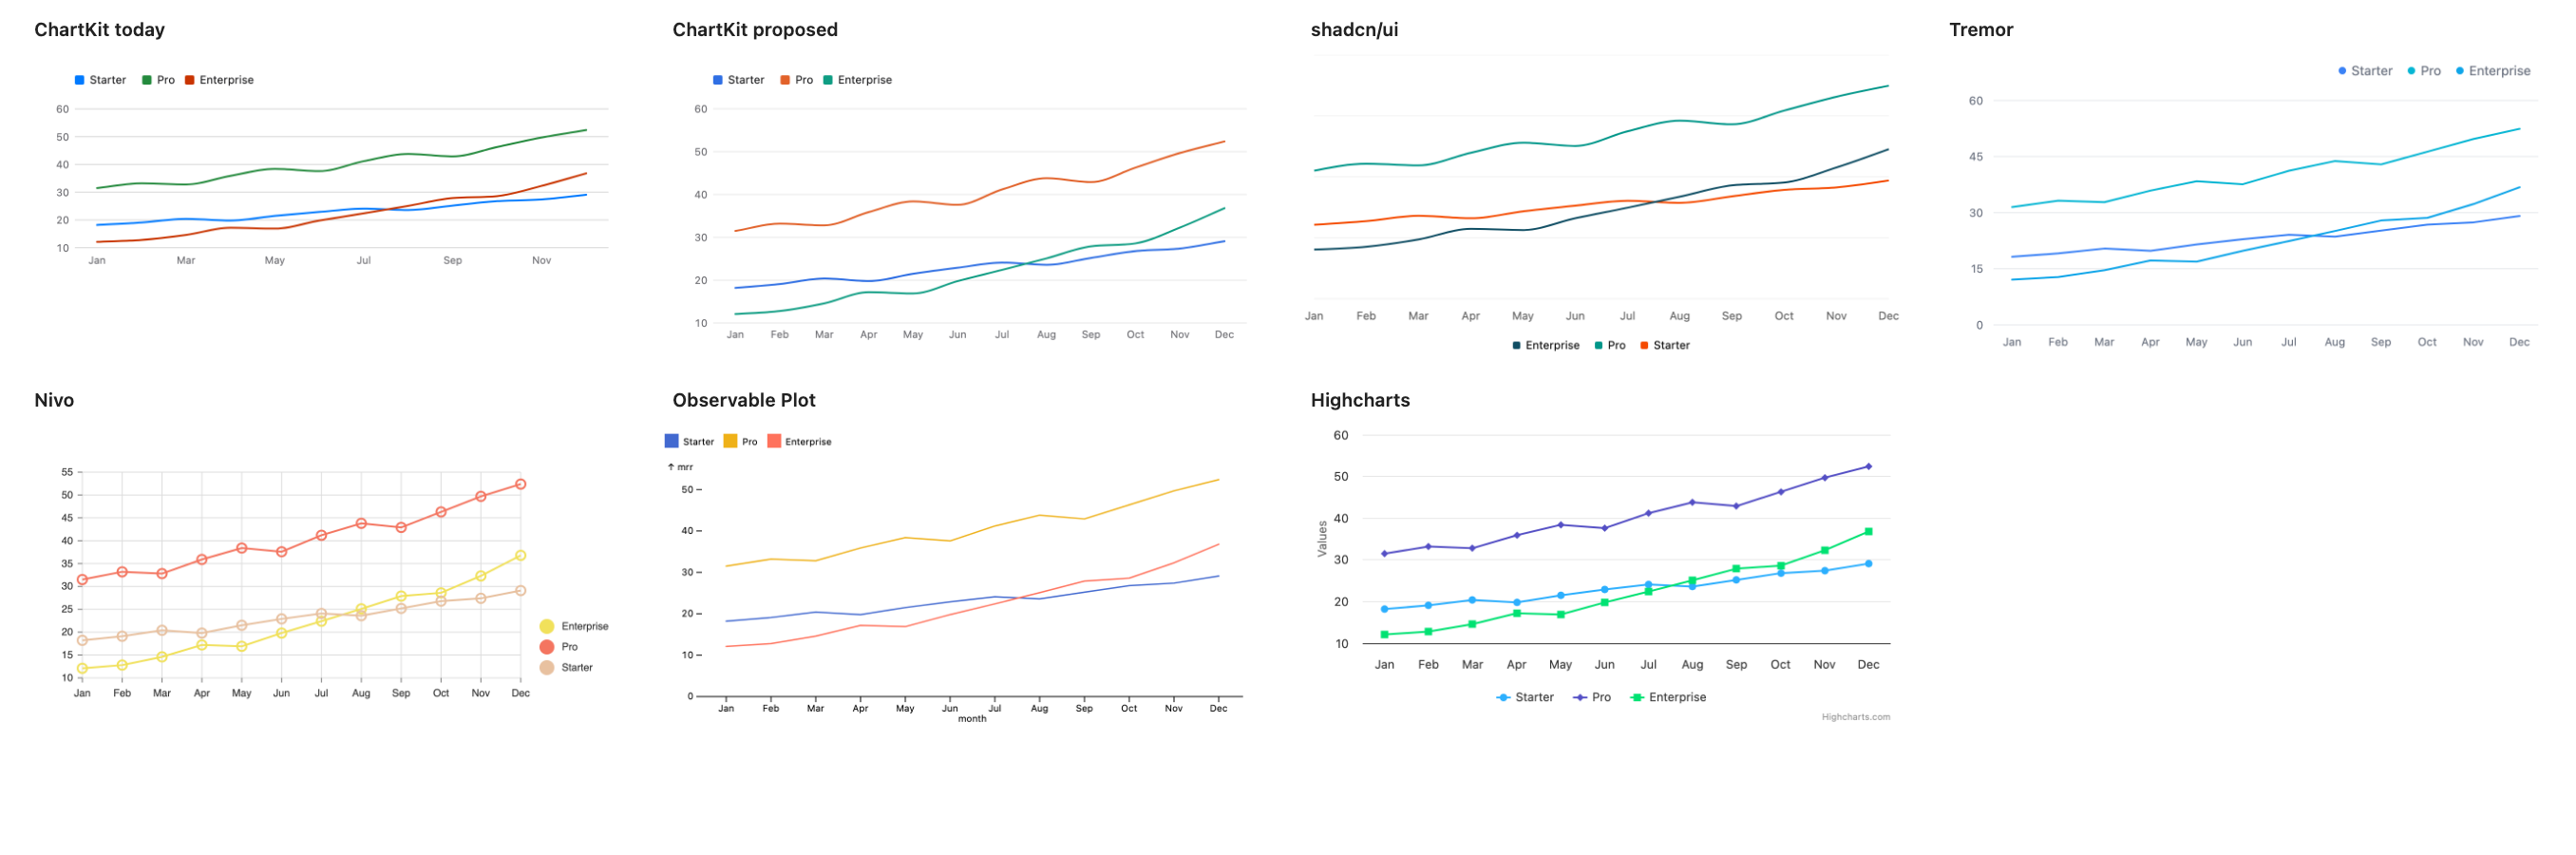 ChartKit today
Starter Pro Enterprise
60
50
40
30
20
10
Jan Mar May Jul Sep Nov
ChartKit proposed
Starter Pro Enterprise
60
50
40
30
20
10
Jan Feb Mar Apr May Jun Jul Aug Sep Oct Nov Dec
shadcn/ui
Jan Feb Mar Apr May Jun Jul Aug Sep Oct Nov Dec
Enterprise Pro Starter
Tremor
Starter Pro Enterprise
60
45
30
15
0
Jan Feb Mar Apr May Jun Jul Aug Sep Oct Nov Dec
Nivo
55
50
45
40
35
30
25
20
15
10
Jan Feb Mar Apr May Jun Jul Aug Sep Oct Nov Dec
Enterprise
Pro
Starter
Observable Plot
Starter Pro Enterprise
↑ mrr
50
40
30
20
10
0
Jan Feb Mar Apr May Jun Jul Aug Sep Oct Nov Dec
month
Highcharts
60
50
40
30
20
10
Values
Jan Feb Mar Apr May Jun Jul Aug Sep Oct Nov Dec
Starter Pro Enterprise
Highcharts.com